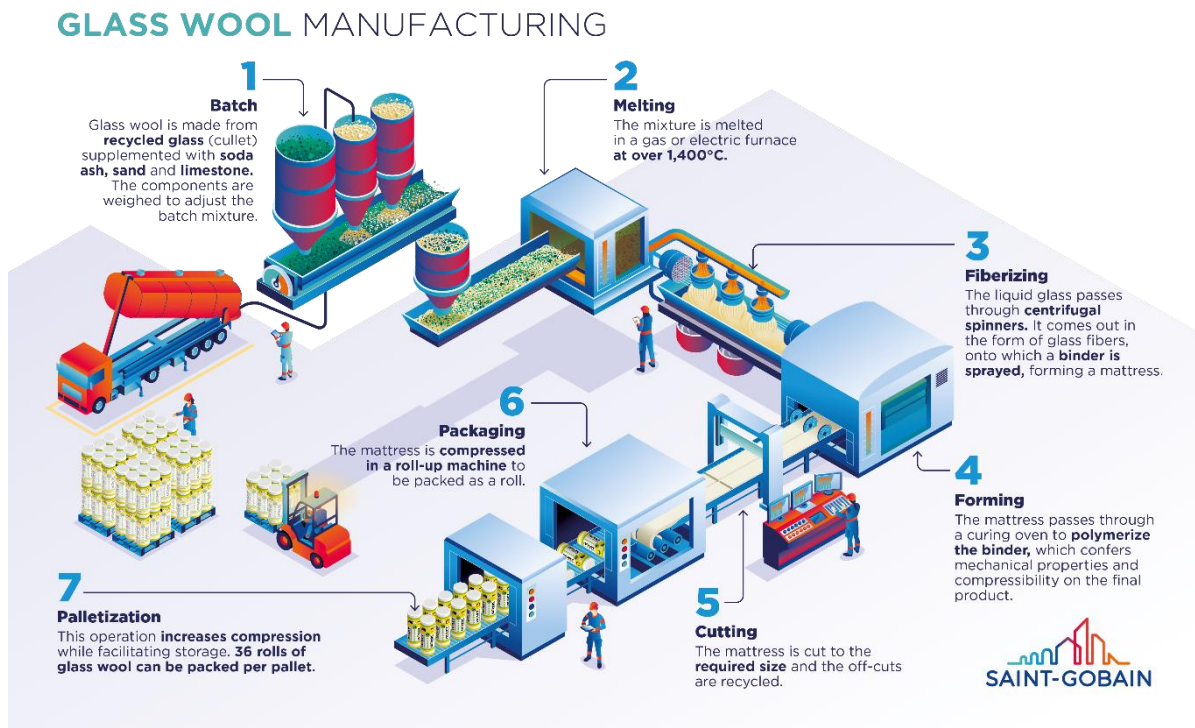 GLASS WOOL MANUFACTURING
1
Batch
Glass wool is made from
recycled glass (cullet)
supplemented with soda
ash, sand and limestone.
The components are
weighed to adjust the
batch mixture.
2
Melting
The mixture is melted
in a gas or electric furnace
at over 1,400°C.
3
Fiberizing
The liquid glass passes
through centrifugal
spinners. It comes out in
the form of glass fibers,
onto which a binder is
sprayed, forming a mattress.
4
Forming
The mattress passes through
a curing oven to polymerize
the binder, which confers
mechanical properties and
compressibility on the final
product.
5
Cutting
The mattress is cut to the
required size and the off-cuts
are recycled.
6
Packaging
The mattress is compressed
in a roll-up machine to
be packed as a roll.
7
Palletization
This operation increases compression
while facilitating storage. 36 rolls of
glass wool can be packed per pallet.
SAINT-GOBAIN